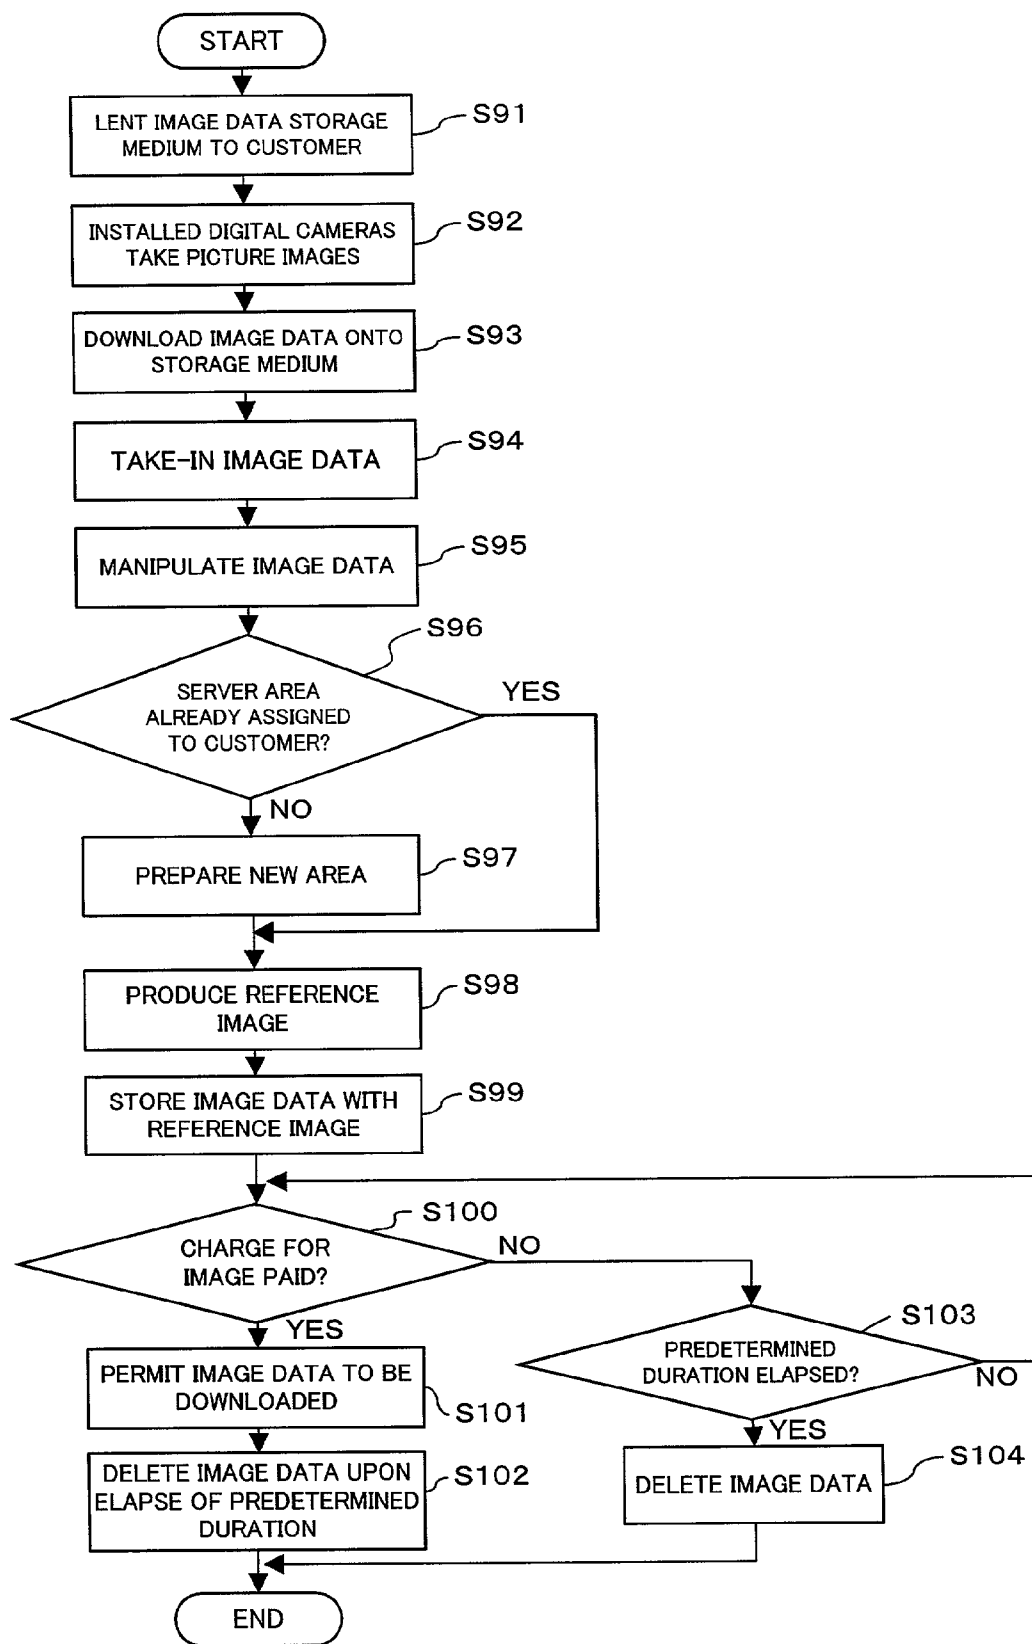 START
LENT IMAGE DATA STORAGE
MEDIUM TO CUSTOMER
S91
INSTALLED DIGITAL CAMERAS
TAKE PICTURE IMAGES
S92
DOWNLOAD IMAGE DATA ONTO
STORAGE MEDIUM
S93
TAKE-IN IMAGE DATA
S94
MANIPULATE IMAGE DATA
S95
S96
SERVER AREA
ALREADY ASSIGNED
TO CUSTOMER?
YES
NO
PREPARE NEW AREA
S97
PRODUCE REFERENCE
IMAGE
S98
STORE IMAGE DATA WITH
REFERENCE IMAGE
S99
S100
CHARGE FOR
IMAGE PAID?
NO
YES
S103
PREDETERMINED
DURATION ELAPSED?
NO
YES
PERMIT IMAGE DATA TO BE
DOWNLOADED
S101
DELETE IMAGE DATA UPON
ELAPSE OF PREDETERMINED
DURATION
S102
DELETE IMAGE DATA
S104
END